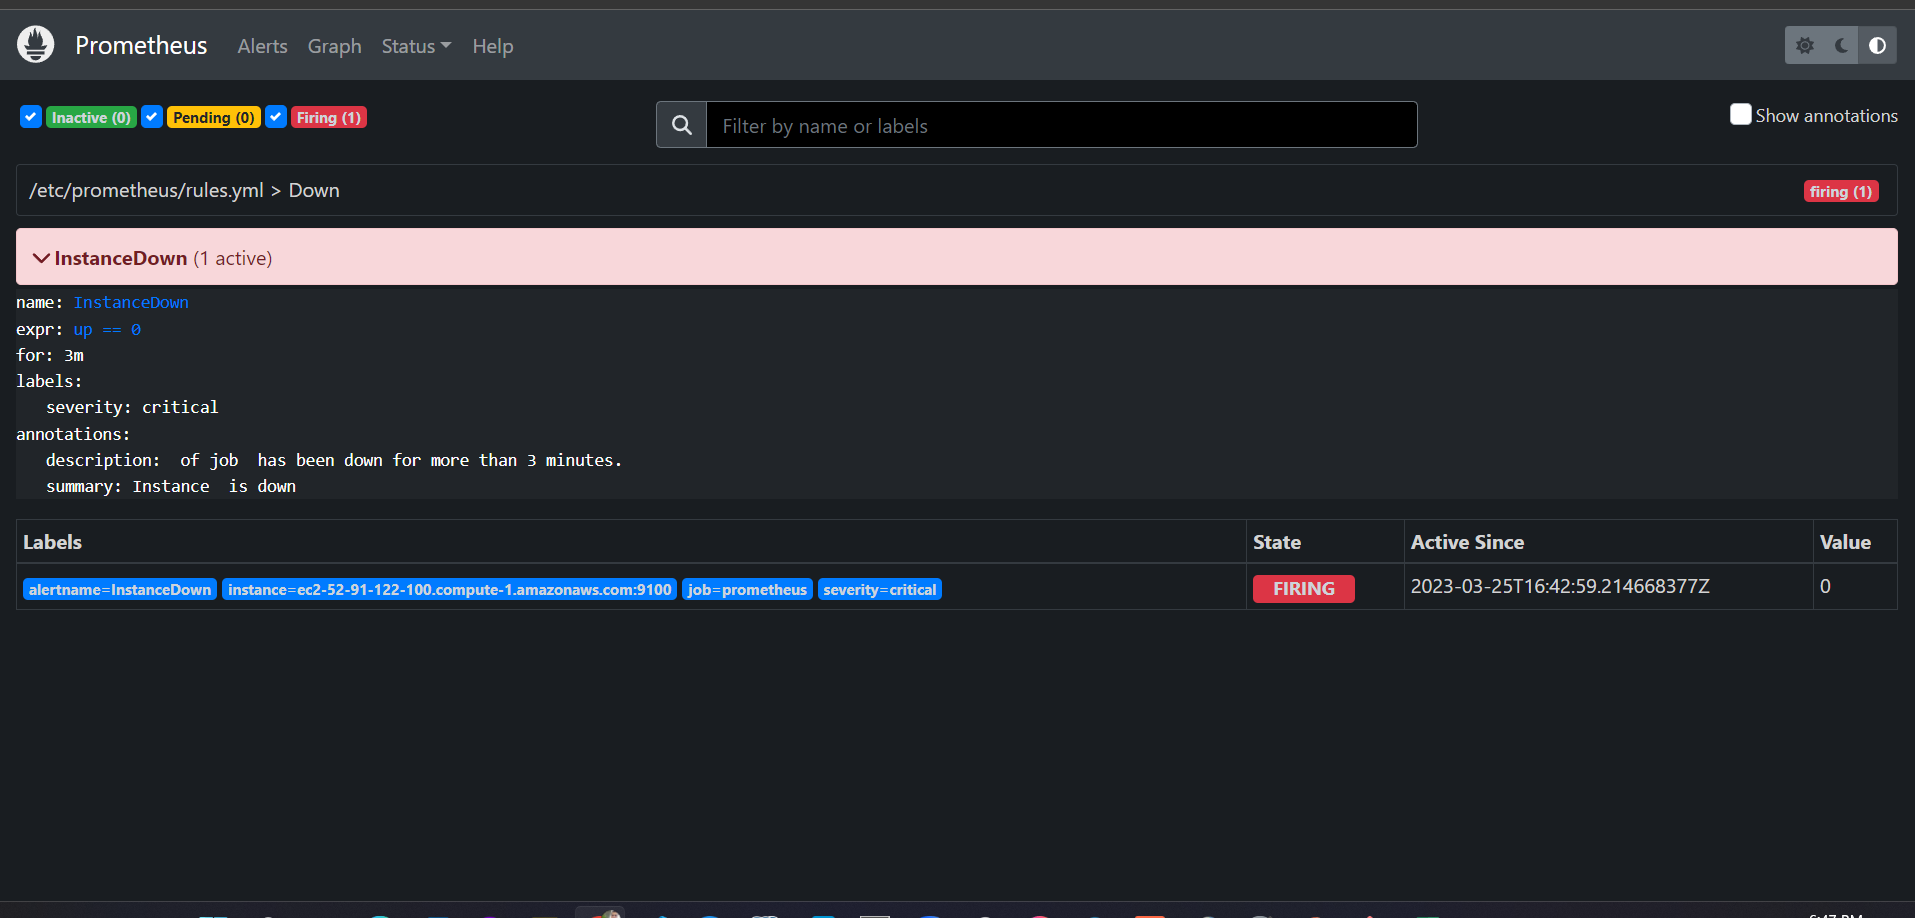 Prometheus Alerts Graph Status Help
Inactive (0) Pending (0) Firing (1) Filter by name or labels Show annotations
/etc/prometheus/rules.yml > Down firing (1)
InstanceDown (1 active)
name: InstanceDown
expr: up == 0
for: 3m
labels:
severity: critical
annotations:
description:  of job  has been down for more than 3 minutes.
summary: Instance  is down
Labels State Active Since Value
alertname=InstanceDown instance=ec2-52-91-122-100.compute-1.amazonaws.com:9100 job=prometheus severity=critical FIRING 2023-03-25T16:42:59.214668377Z 0